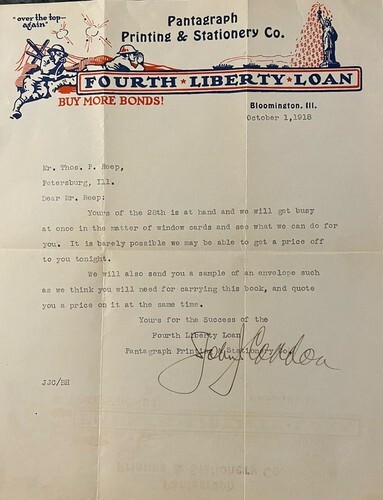 "over the top—
again"
Pantagraph
Printing & Stationery Co.
FOURTH ★ LIBERTY ★ LOAN
BUY MORE BONDS!
Bloomington, Ill.
October 1,1918
Mr. Thos. P. Reep,
Petersburg, Ill.
Dear Mr. Reep:
Yours of the 28th is at hand and we will get busy
at once in the matter of window cards and see what we can do for
you. It is barely possible we may be able to get a price off
to you tonight.
We will also send you a sample of an envelope such
as we think you will need for carrying this book, and quote
you a price on it at the same time.
Yours for the Success of the
Fourth Liberty Loan
Pantagraph Printing & Stationery Co.
John J Condon
JJC/BH